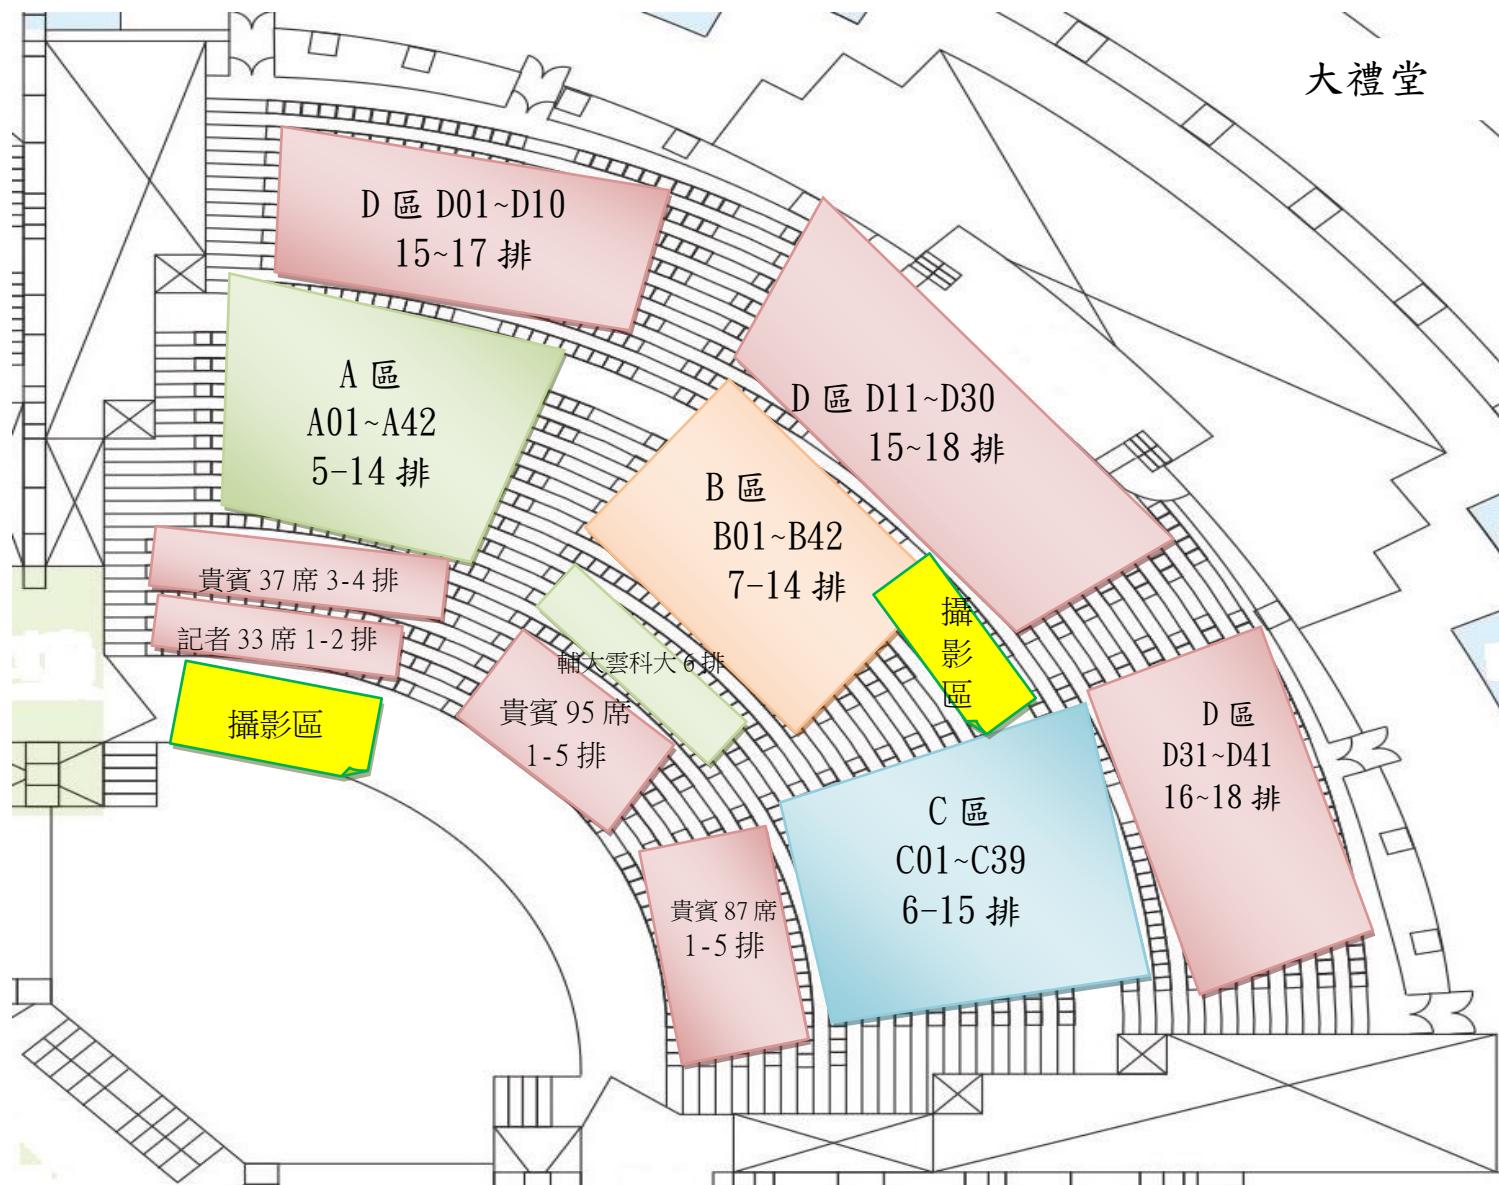 大禮堂
D 區 D01~D10
15~17 排
A 區
A01~A42
5-14 排
D 區 D11~D30
15~18 排
B 區
B01~B42
7-14 排
貴賓 37 席 3-4 排
記者 33 席 1-2 排
攝影區
輔大雲科大 6 排
貴賓 95 席
1-5 排
攝
影
區
D 區
D31~D41
16~18 排
C 區
C01~C39
6-15 排
貴賓 87 席
1-5 排